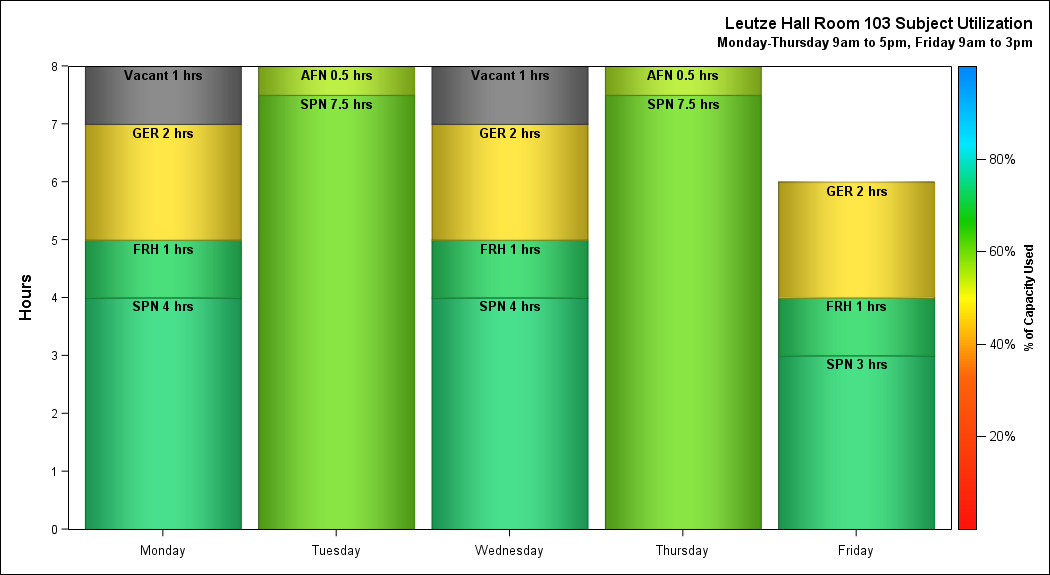 Leutze Hall Room 103 Subject Utilization
Monday-Thursday 9am to 5pm, Friday 9am to 3pm
Hours
8
7
6
5
4
3
2
1
0
Vacant 1 hrs
GER 2 hrs
FRH 1 hrs
SPN 4 hrs
Monday
AFN 0.5 hrs
SPN 7.5 hrs
Tuesday
Vacant 1 hrs
GER 2 hrs
FRH 1 hrs
SPN 4 hrs
Wednesday
AFN 0.5 hrs
SPN 7.5 hrs
Thursday
GER 2 hrs
FRH 1 hrs
SPN 3 hrs
Friday
80%
60%
40%
20%
% of Capacity Used